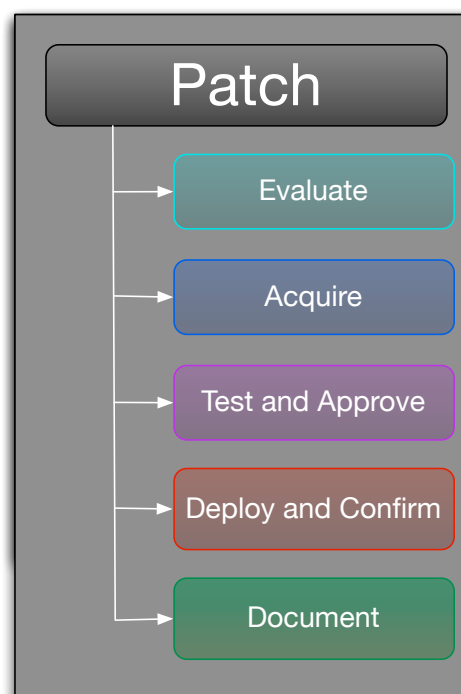 Patch
Evaluate
Acquire
Test and Approve
Deploy and Confirm
Document